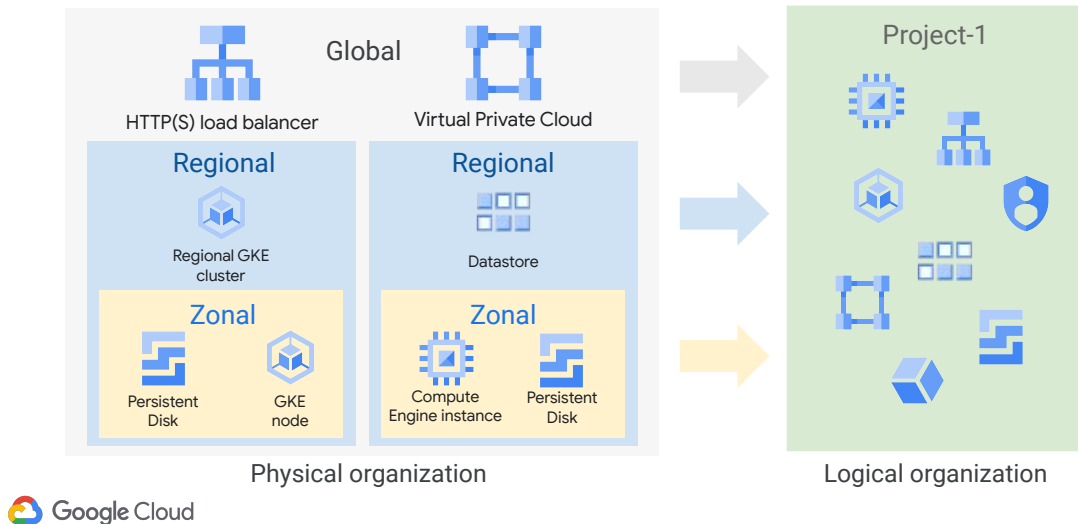 Global
HTTP(S) load balancer
Virtual Private Cloud
Regional
Regional GKE
cluster
Zonal
Persistent
Disk
GKE
node
Regional
Datastore
Zonal
Compute
Engine instance
Persistent
Disk
Physical organization
Project-1
Logical organization
Google Cloud